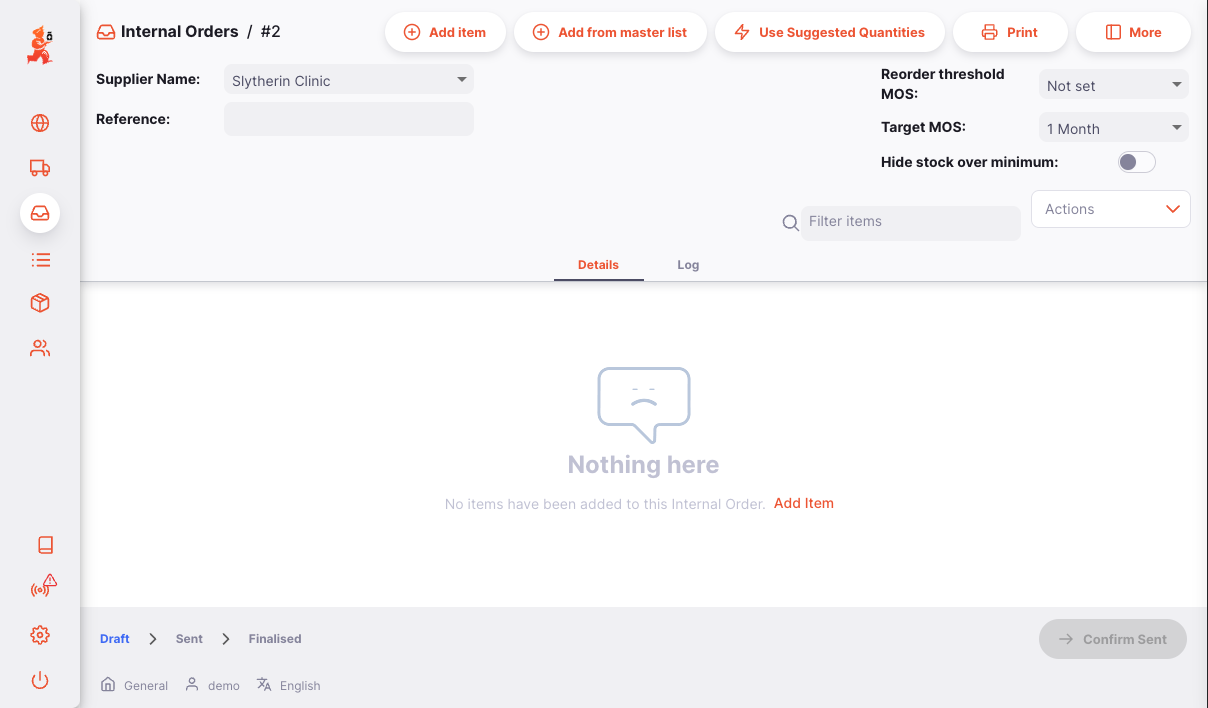 Internal Orders / #2
Add item
Add from master list
Use Suggested Quantities
Print
More
Supplier Name:
Slytherin Clinic
Reference:
Reorder threshold
MOS:
Not set
Target MOS:
1 Month
Hide stock over minimum:
Filter items
Actions
Details
Log
Nothing here
No items have been added to this Internal Order. Add Item
Draft
Sent
Finalised
Confirm Sent
General
demo
English